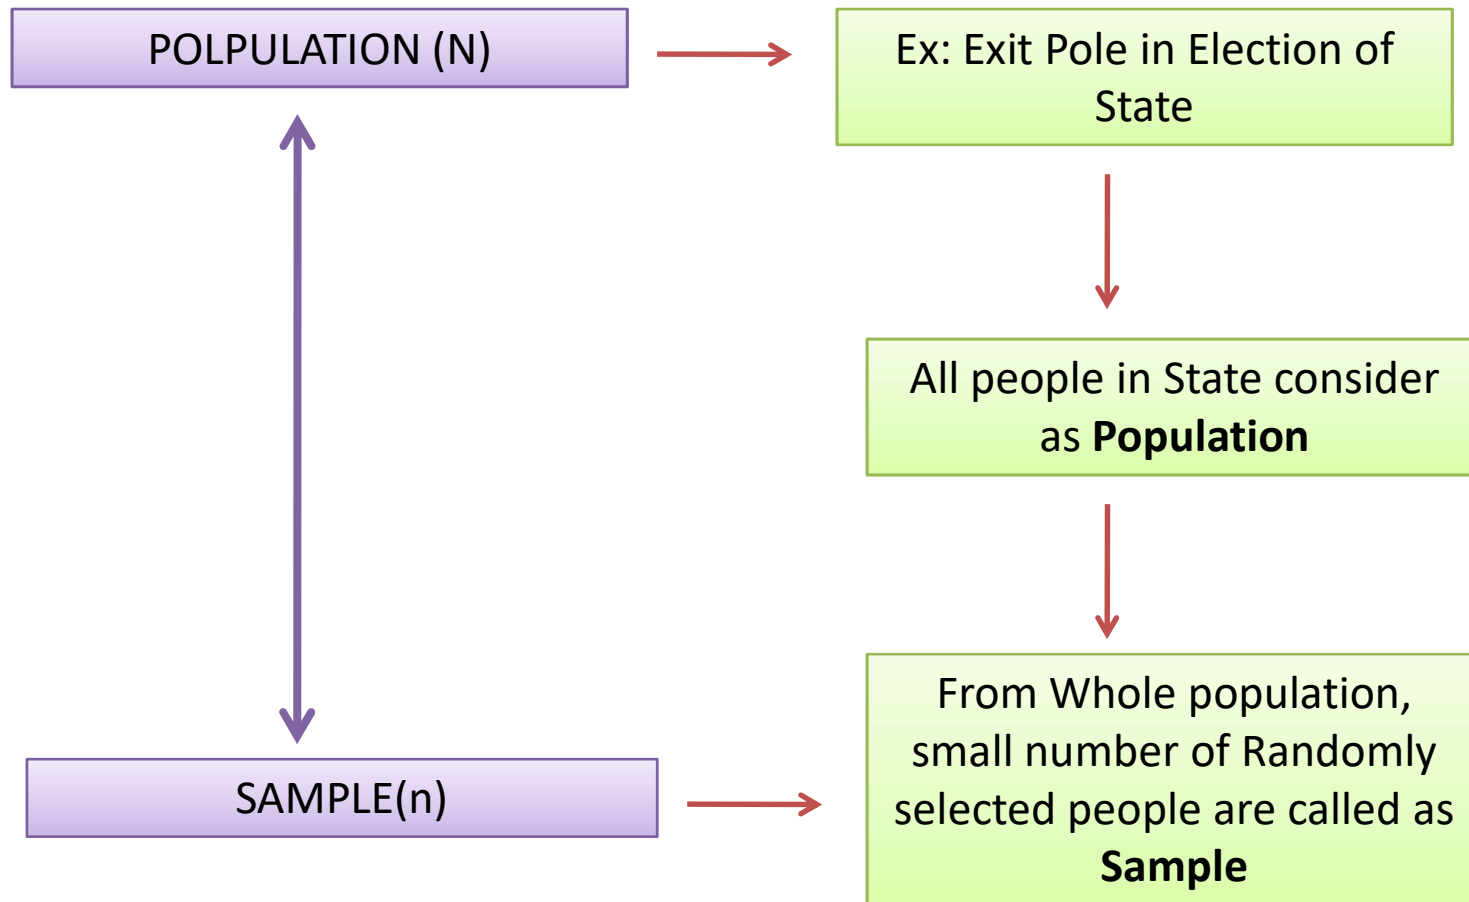 POLPULATION (N)
Ex: Exit Pole in Election of
State
All people in State consider
as Population
From Whole population,
small number of Randomly
selected people are called as
Sample
SAMPLE(n)